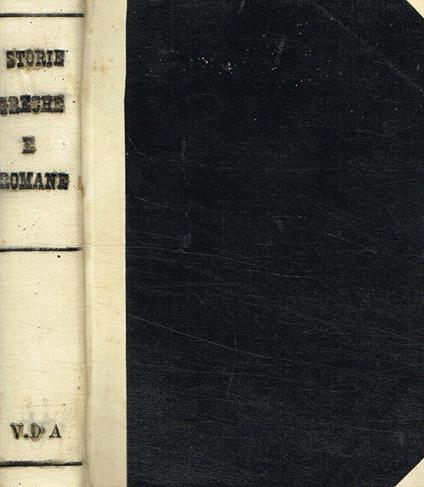 STORIE
GRECHE
E
ROMANE
V.D A